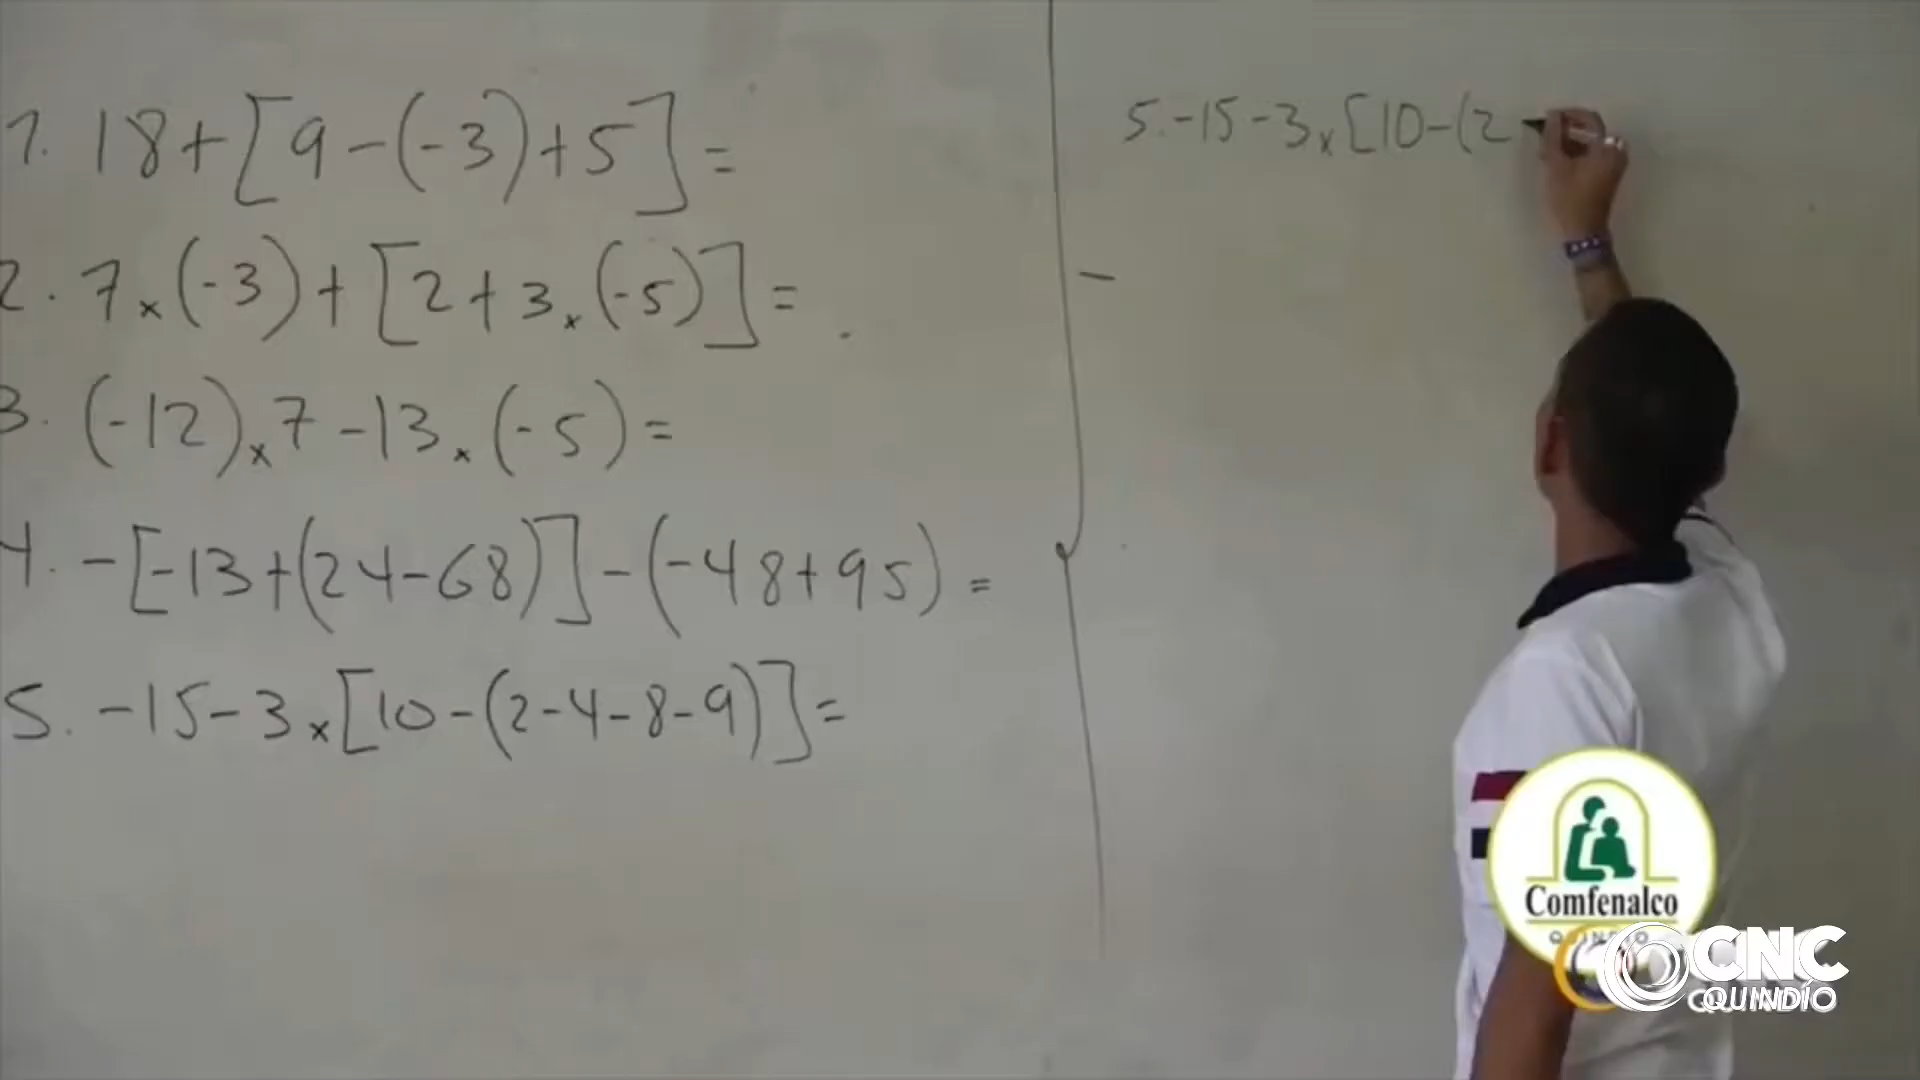 1. 18+[9-(-3)+5]=
2. 7x(-3)+[2+3x(-5)]=
3. (-12)x7-13x(-5)=
4. -[-13+(24-68)]-(-48+95)=
5. -15-3x[10-(2-4-8-9)]=
5.-15-3x[10-(2-
Comfenalco
QUINDIO
CNC
QUINDÍO